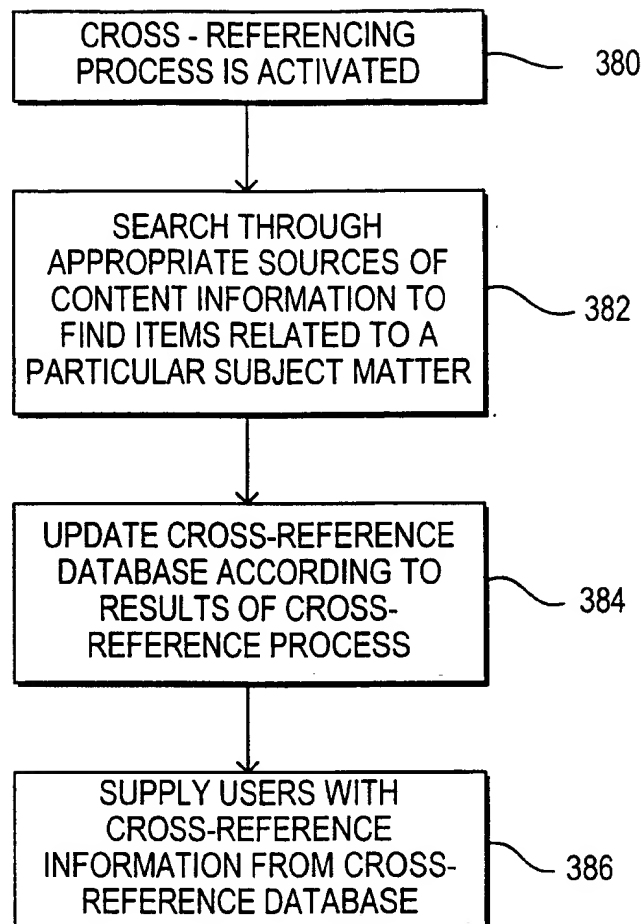 CROSS - REFERENCING
PROCESS IS ACTIVATED
380
SEARCH THROUGH
APPROPRIATE SOURCES OF
CONTENT INFORMATION TO
FIND ITEMS RELATED TO A
PARTICULAR SUBJECT MATTER
382
UPDATE CROSS-REFERENCE
DATABASE ACCORDING TO
RESULTS OF CROSS-
REFERENCE PROCESS
384
SUPPLY USERS WITH
CROSS-REFERENCE
INFORMATION FROM CROSS-
REFERENCE DATABASE
386